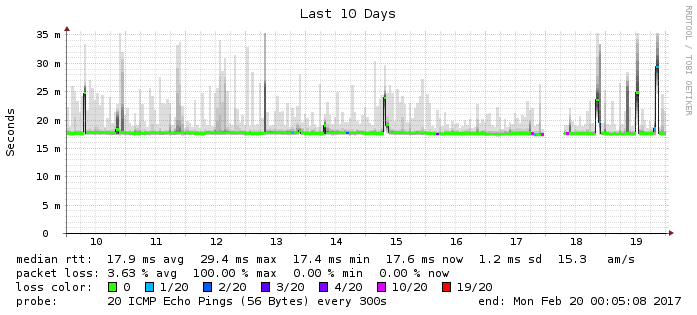 Last 10 Days
RRDTOOL / TOBI OETIKER
Seconds
35 m
30 m
25 m
20 m
15 m
10 m
5 m
0
10 11 12 13 14 15 16 17 18 19
median rtt: 17.9 ms avg 29.4 ms max 17.4 ms min 17.6 ms now 1.2 ms sd 15.3 am/s
packet loss: 3.63 % avg 100.00 % max 0.00 % min 0.00 % now
loss color: 0 1/20 2/20 3/20 4/20 10/20 19/20
probe: 20 ICMP Echo Pings (56 Bytes) every 300s end: Mon Feb 20 00:05:08 2017